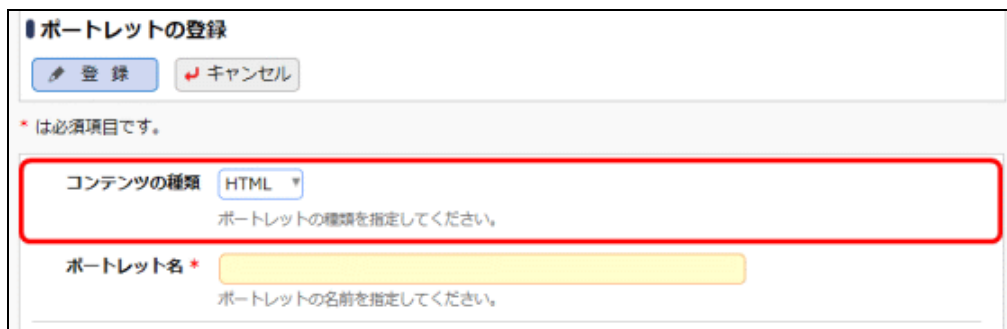 ポートレットの登録
登 録 キャンセル
* は必須項目です。
コンテンツの種類 HTML
ポートレットの種類を指定してください。
ポートレット名 *
ポートレットの名前を指定してください。